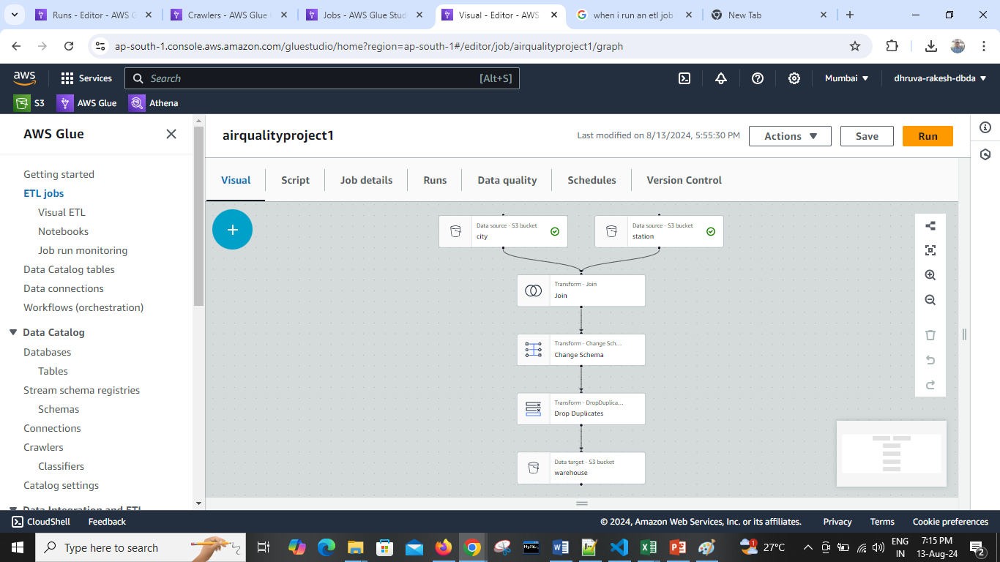 Runs - Editor - AWS G
Crawlers - AWS Glue
Jobs - AWS Glue Stud
Visual - Editor - AWS
when i run an etl job
New Tab
ap-south-1.console.aws.amazon.com/gluestudio/home?region=ap-south-1#/editor/job/airqualityproject1/graph
aws
Services
Search
[Alt+S]
Mumbai
dhruva-rakesh-dbda
S3
AWS Glue
Athena
AWS Glue
Getting started
ETL jobs
Visual ETL
Notebooks
Job run monitoring
Data Catalog tables
Data connections
Workflows (orchestration)
Data Catalog
Databases
Tables
Stream schema registries
Schemas
Connections
Crawlers
Classifiers
Catalog settings
Data Integration and ETL
airqualityproject1
Last modified on 8/13/2024, 5:55:30 PM
Actions
Save
Run
Visual
Script
Job details
Runs
Data quality
Schedules
Version Control
Data source - S3 bucket
city
Data source - S3 bucket
station
Transform - Join
Join
Transform - Change Sch...
Change Schema
Transform - DropDuplica...
Drop Duplicates
Data target - S3 bucket
warehouse
CloudShell
Feedback
© 2024, Amazon Web Services, Inc. or its affiliates.
Privacy
Terms
Cookie preferences
Type here to search
27°C
ENG
IN
7:15 PM
13-Aug-24
2